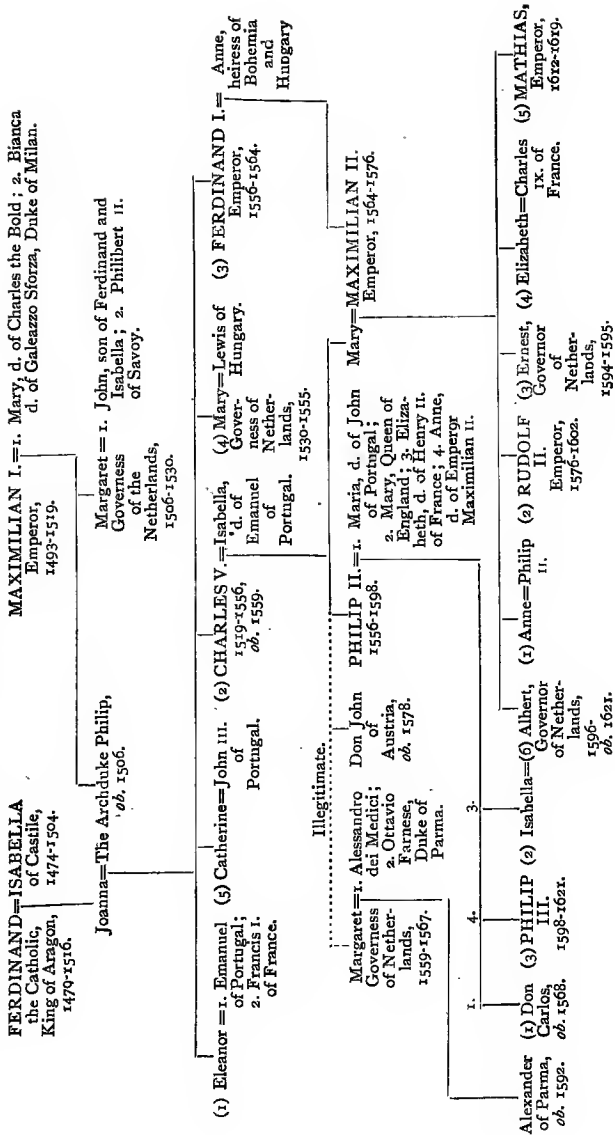 FERDINAND=ISABELLA
the Catholic, of Castile,
King of Aragon, 1474-1504.
1479-1516.
MAXIMILIAN I.=1. Mary, d. of Charles the Bold; 2. Bianca
Emperor, d. of Galeazzo Sforza, Duke of Milan.
1493-1519.
Joanna=The Archduke Philip,
ob. 1506.
Margaret = 1. John, son of Ferdinand and
Governess Isabella; 2. Philibert II.
of the of Savoy.
Netherlands,
1506-1530.
(1) Eleanor = 1. Emanuel
of Portugal;
2. Francis I.
of France.
(5) Catherine=John III.
of
Portugal.
(2) CHARLES V.=Isabella,
1519-1556, d. of
ob. 1559. Emanuel
of
Portugal.
(4) Mary=Lewis of
Gover- Hungary.
ness of
Nether-
lands,
1530-1555.
(3) FERDINAND I.=
Emperor,
1556-1564.
Anne,
heiress of
Bohemia
and
Hungary
Illegitimate.
Margaret=1. Alessandro
Governess dei Medici;
of Nether- 2. Ottavio
lands, Farnese,
1559-1567. Duke of
Parma.
Don John
of
Austria,
ob. 1578.
PHILIP II.=1. Maria, d. of John
1556-1598. of Portugal;
2. Mary, Queen of
England; 3. Eliza-
beth, d. of Henry II.
of France; 4. Anne,
d. of Emperor
Maximilian II.
Mary=MAXIMILIAN II.
Emperor, 1564-1576.
1.
4.
3.
Alexander
of Parma,
ob. 1592.
(1) Don
Carlos,
ob. 1568.
(3) PHILIP
III.
1598-1621.
(2) Isabella=(6) Albert,
Governor
of Nether-
lands,
1596-
ob. 1621.
(1) Anne=Philip
II.
(2) RUDOLF
II.
Emperor,
1576-1602.
(3) Ernest,
Governor
of
Nether-
lands,
1594-1595.
(4) Elizabeth=Charles
IX. of
France.
(5) MATHIAS,
Emperor,
1612-1619.